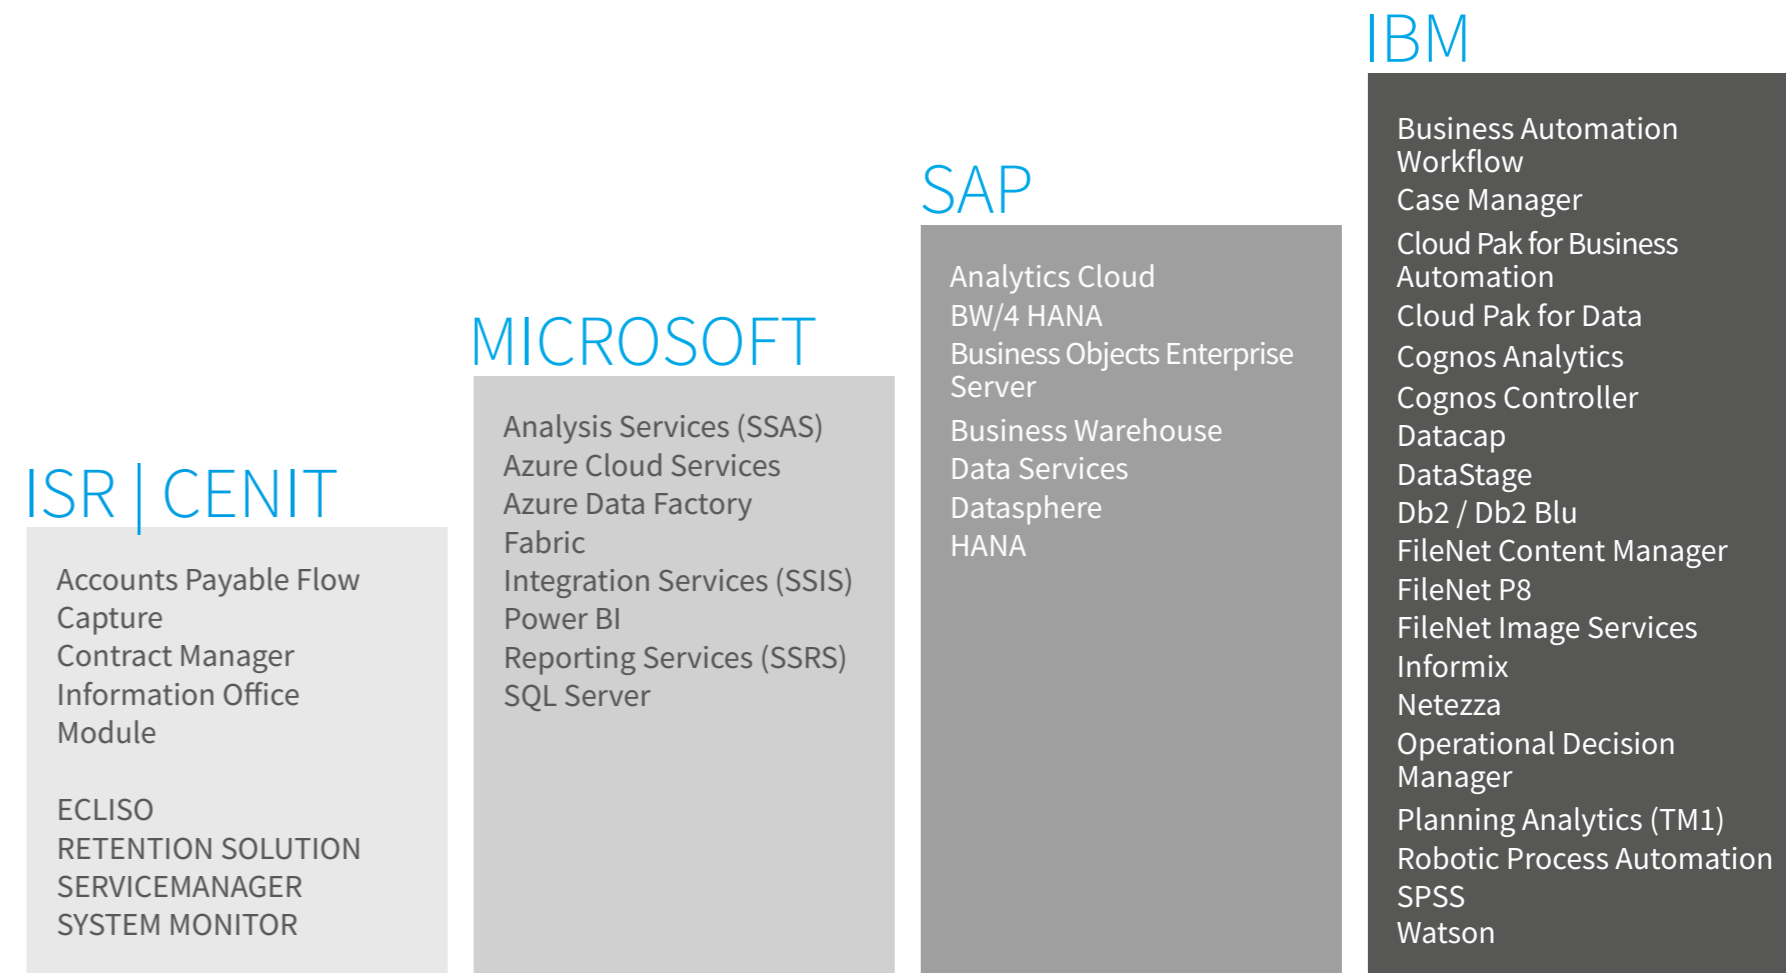 ISR | CENIT
Accounts Payable Flow
Capture
Contract Manager
Information Office
Module
ECLISO
RETENTION SOLUTION
SERVICEMANAGER
SYSTEM MONITOR
MICROSOFT
Analysis Services (SSAS)
Azure Cloud Services
Azure Data Factory
Fabric
Integration Services (SSIS)
Power BI
Reporting Services (SSRS)
SQL Server
SAP
Analytics Cloud
BW/4 HANA
Business Objects Enterprise
Server
Business Warehouse
Data Services
Datasphere
HANA
IBM
Business Automation
Workflow
Case Manager
Cloud Pak for Business
Automation
Cloud Pak for Data
Cognos Analytics
Cognos Controller
Datacap
DataStage
Db2 / Db2 Blu
FileNet Content Manager
FileNet P8
FileNet Image Services
Informix
Netezza
Operational Decision
Manager
Planning Analytics (TM1)
Robotic Process Automation
SPSS
Watson